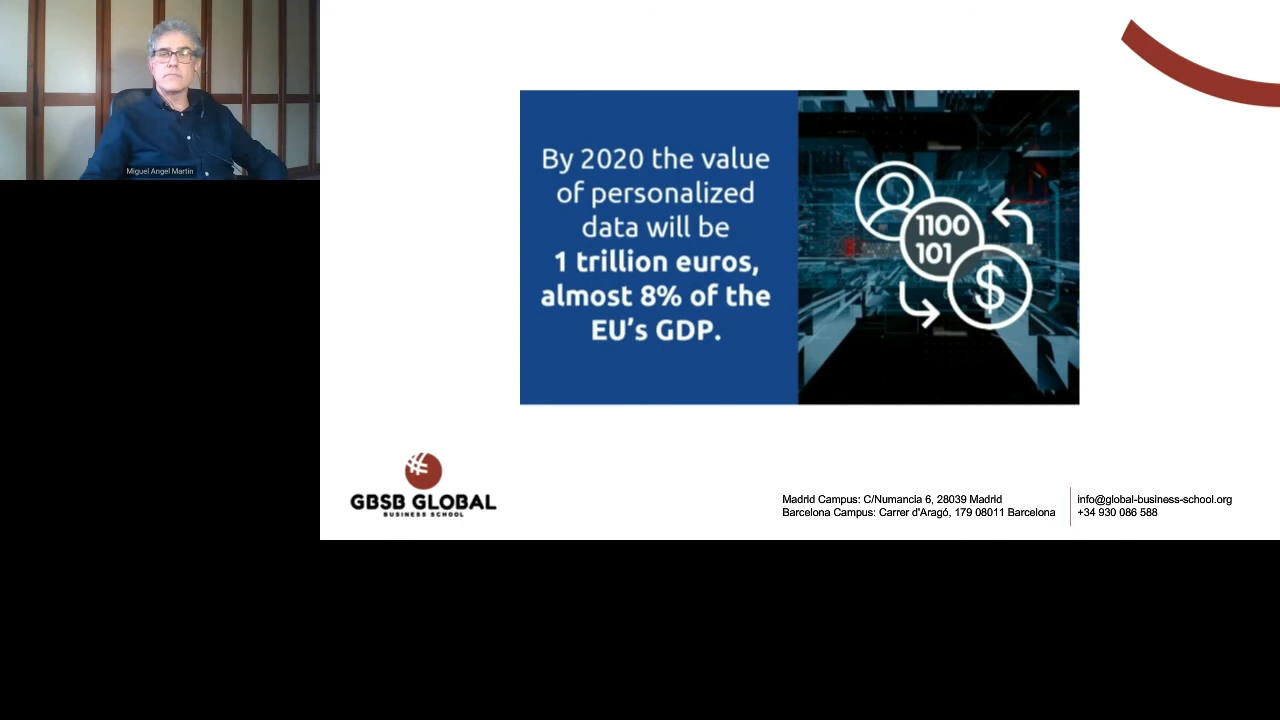 Miguel Angel Martin
By 2020 the value
of personalized
data will be
1 trillion euros,
almost 8% of the
EU's GDP.
1100
101
$
GBSB GLOBAL
BUSINESS SCHOOL
Madrid Campus: C/Numancia 6, 28039 Madrid
Barcelona Campus: Carrer d'Aragó, 179 08011 Barcelona
info@global-business-school.org
+34 930 086 588